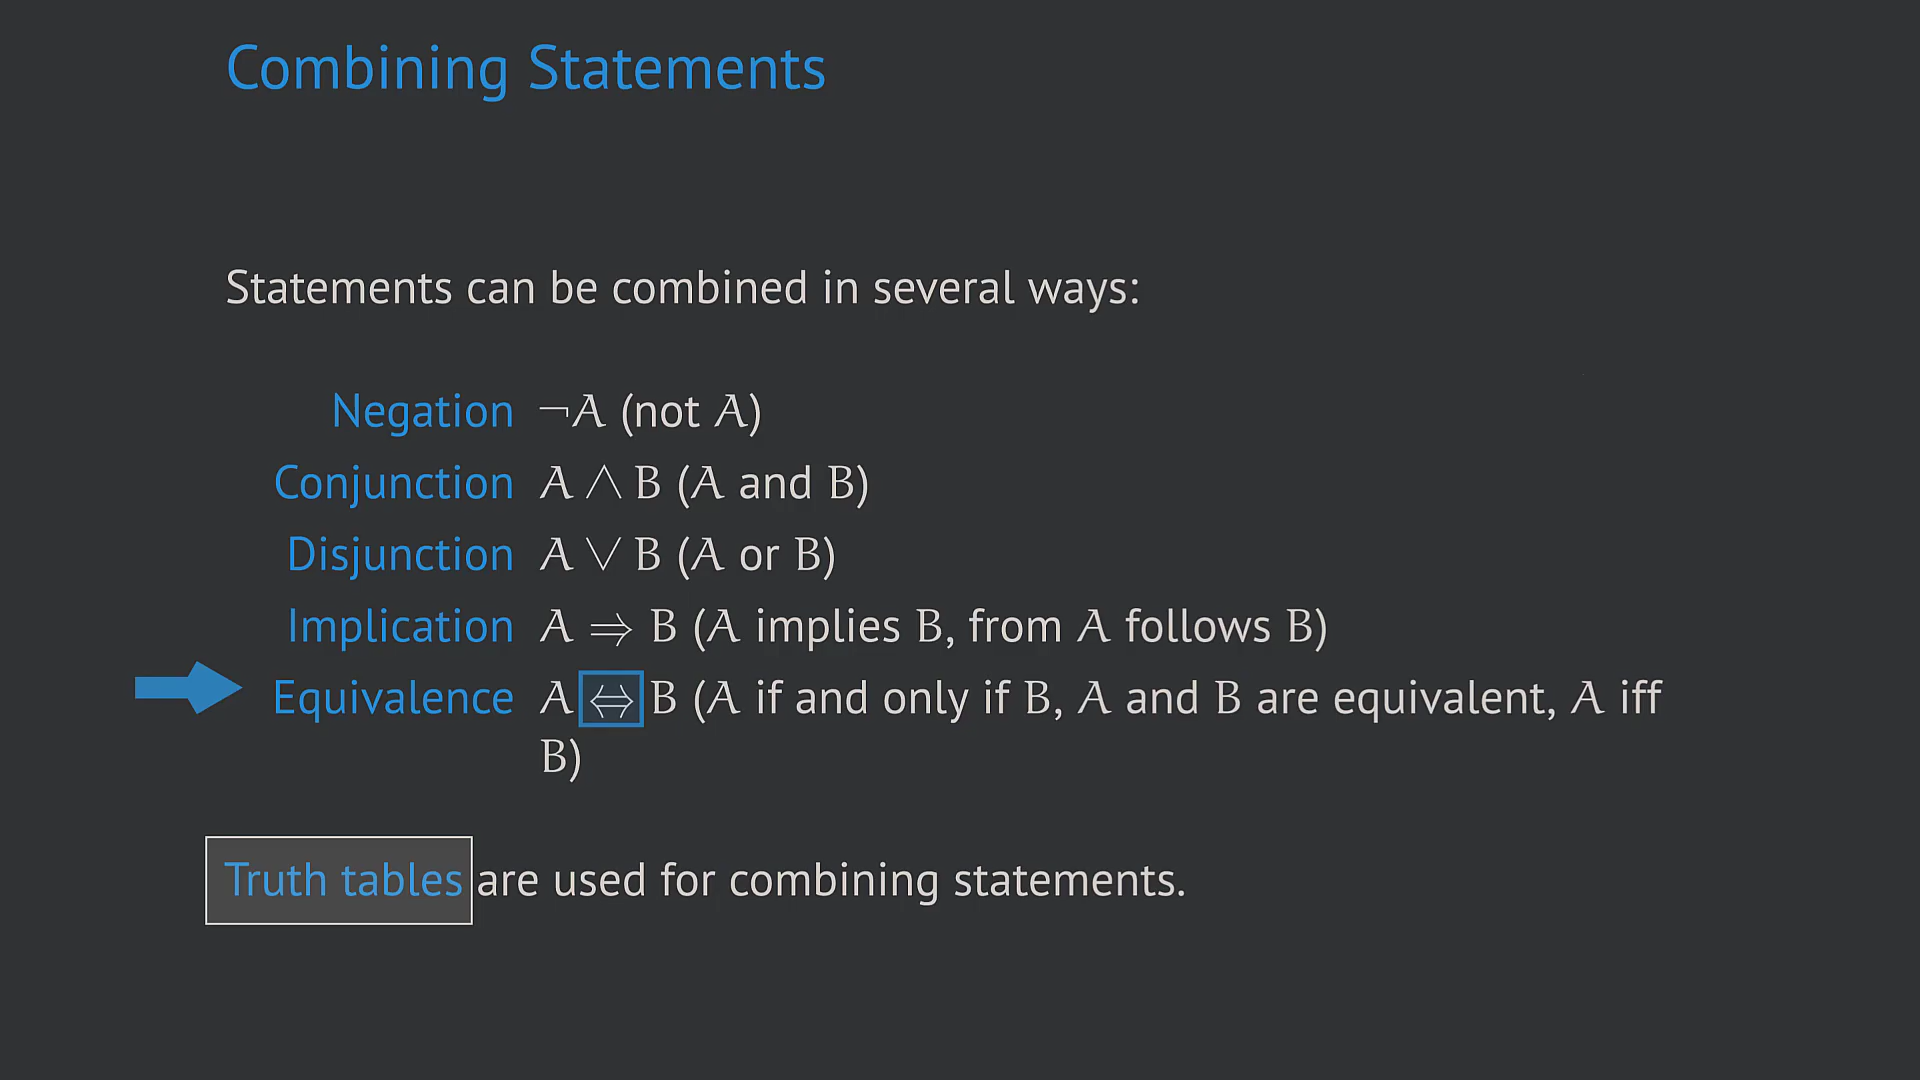 Combining Statements
Statements can be combined in several ways:
Negation ¬A (not A)
Conjunction A ∧ B (A and B)
Disjunction A ∨ B (A or B)
Implication A ⇒ B (A implies B, from A follows B)
Equivalence A ⇔ B (A if and only if B, A and B are equivalent, A iff
B)
Truth tables are used for combining statements.